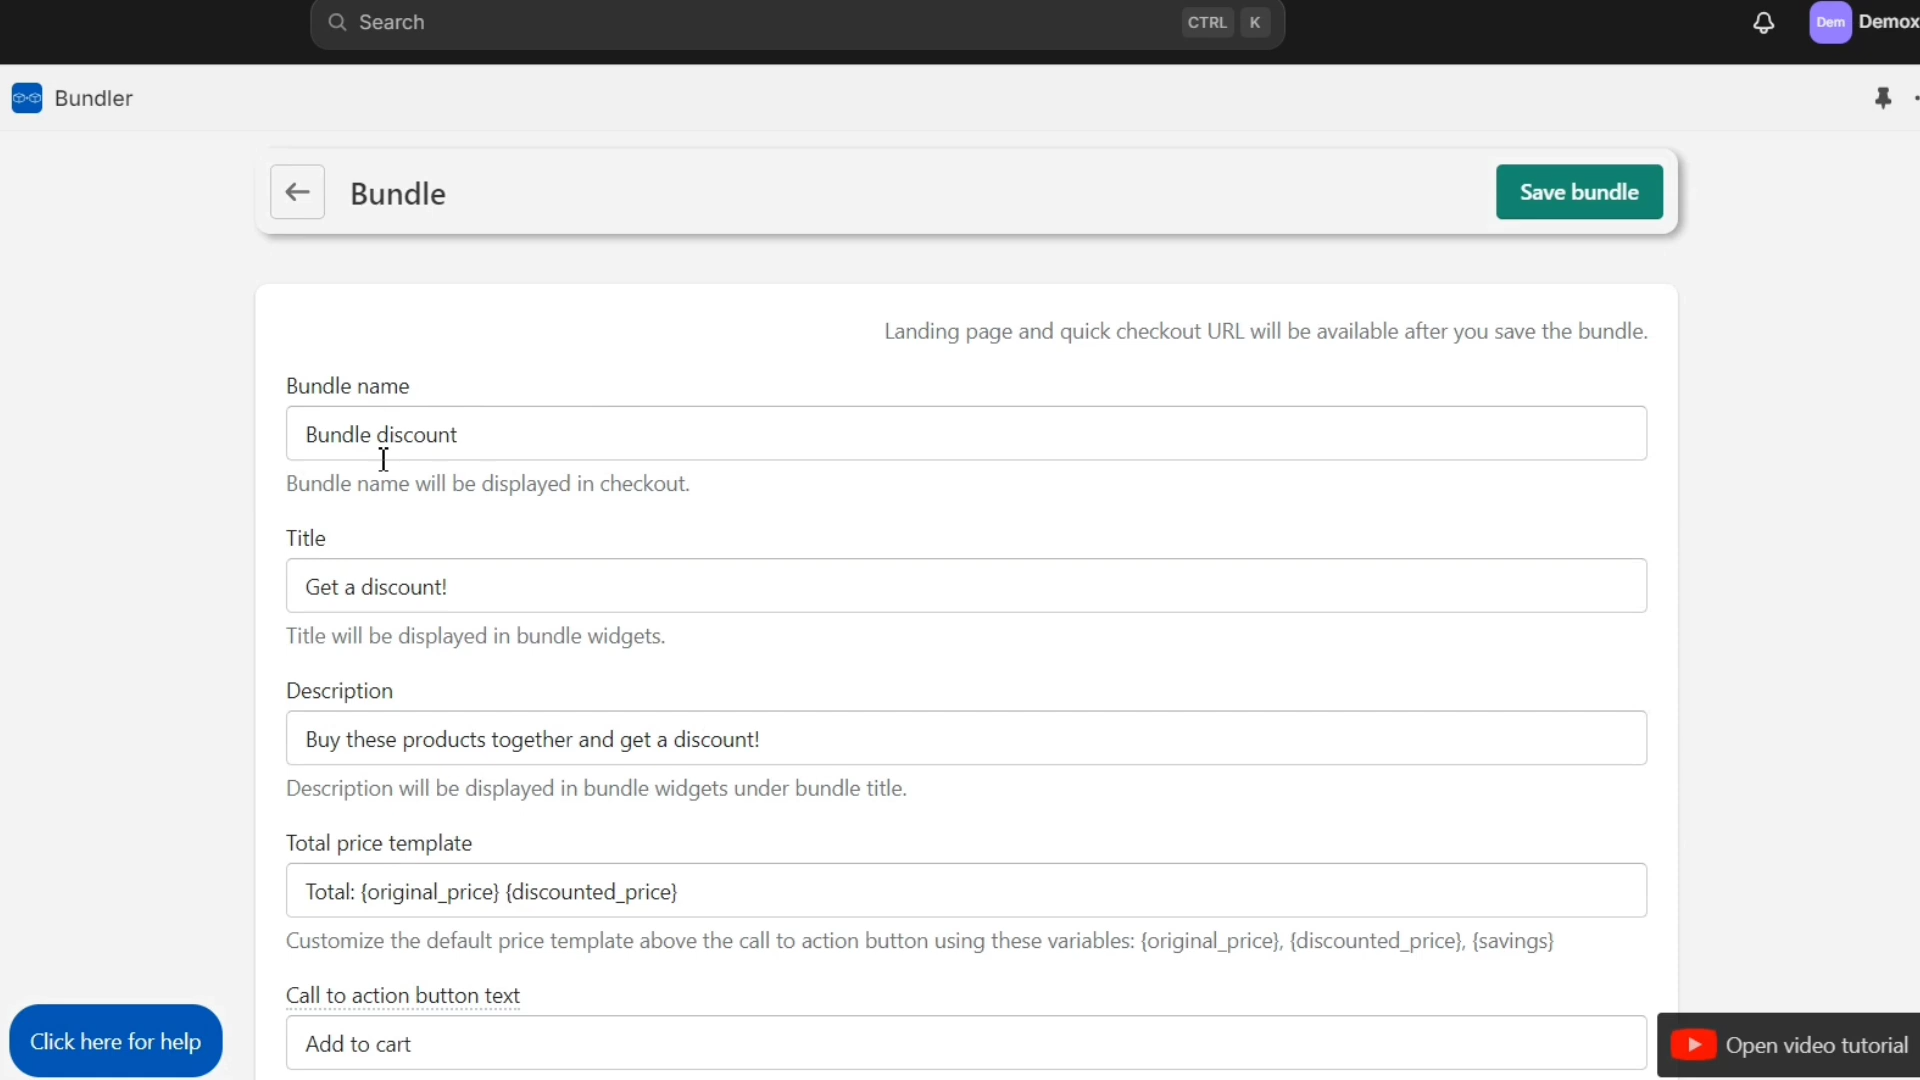 Search
CTRL K
Dem Demox
Bundler
Bundle
Save bundle
Landing page and quick checkout URL will be available after you save the bundle.
Bundle name
Bundle discount
Bundle name will be displayed in checkout.
Title
Get a discount!
Title will be displayed in bundle widgets.
Description
Buy these products together and get a discount!
Description will be displayed in bundle widgets under bundle title.
Total price template
Total: {original_price} {discounted_price}
Customize the default price template above the call to action button using these variables: {original_price}, {discounted_price}, {savings}
Call to action button text
Add to cart
Click here for help
Open video tutorial